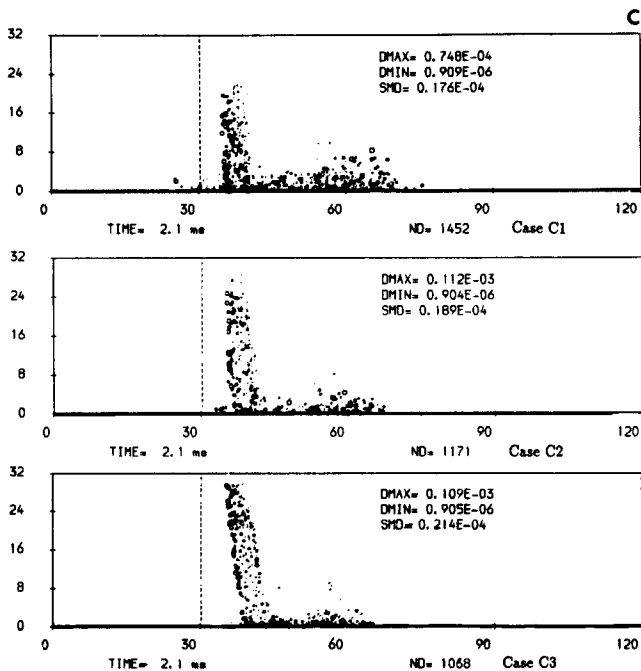 C
32
24
16
8
0
DMAX= 0.748E-04
DMIN= 0.909E-06
SMD= 0.176E-04
0 30 60 90 120
TIME= 2.1 ms ND= 1452 Case C1
32
24
16
8
0
DMAX= 0.112E-03
DMIN= 0.904E-06
SMD= 0.189E-04
0 30 60 90 120
TIME= 2.1 ms ND= 1171 Case C2
32
24
16
8
0
DMAX= 0.109E-03
DMIN= 0.905E-06
SMD= 0.214E-04
0 30 60 90 120
TIME= 2.1 ms ND= 1068 Case C3